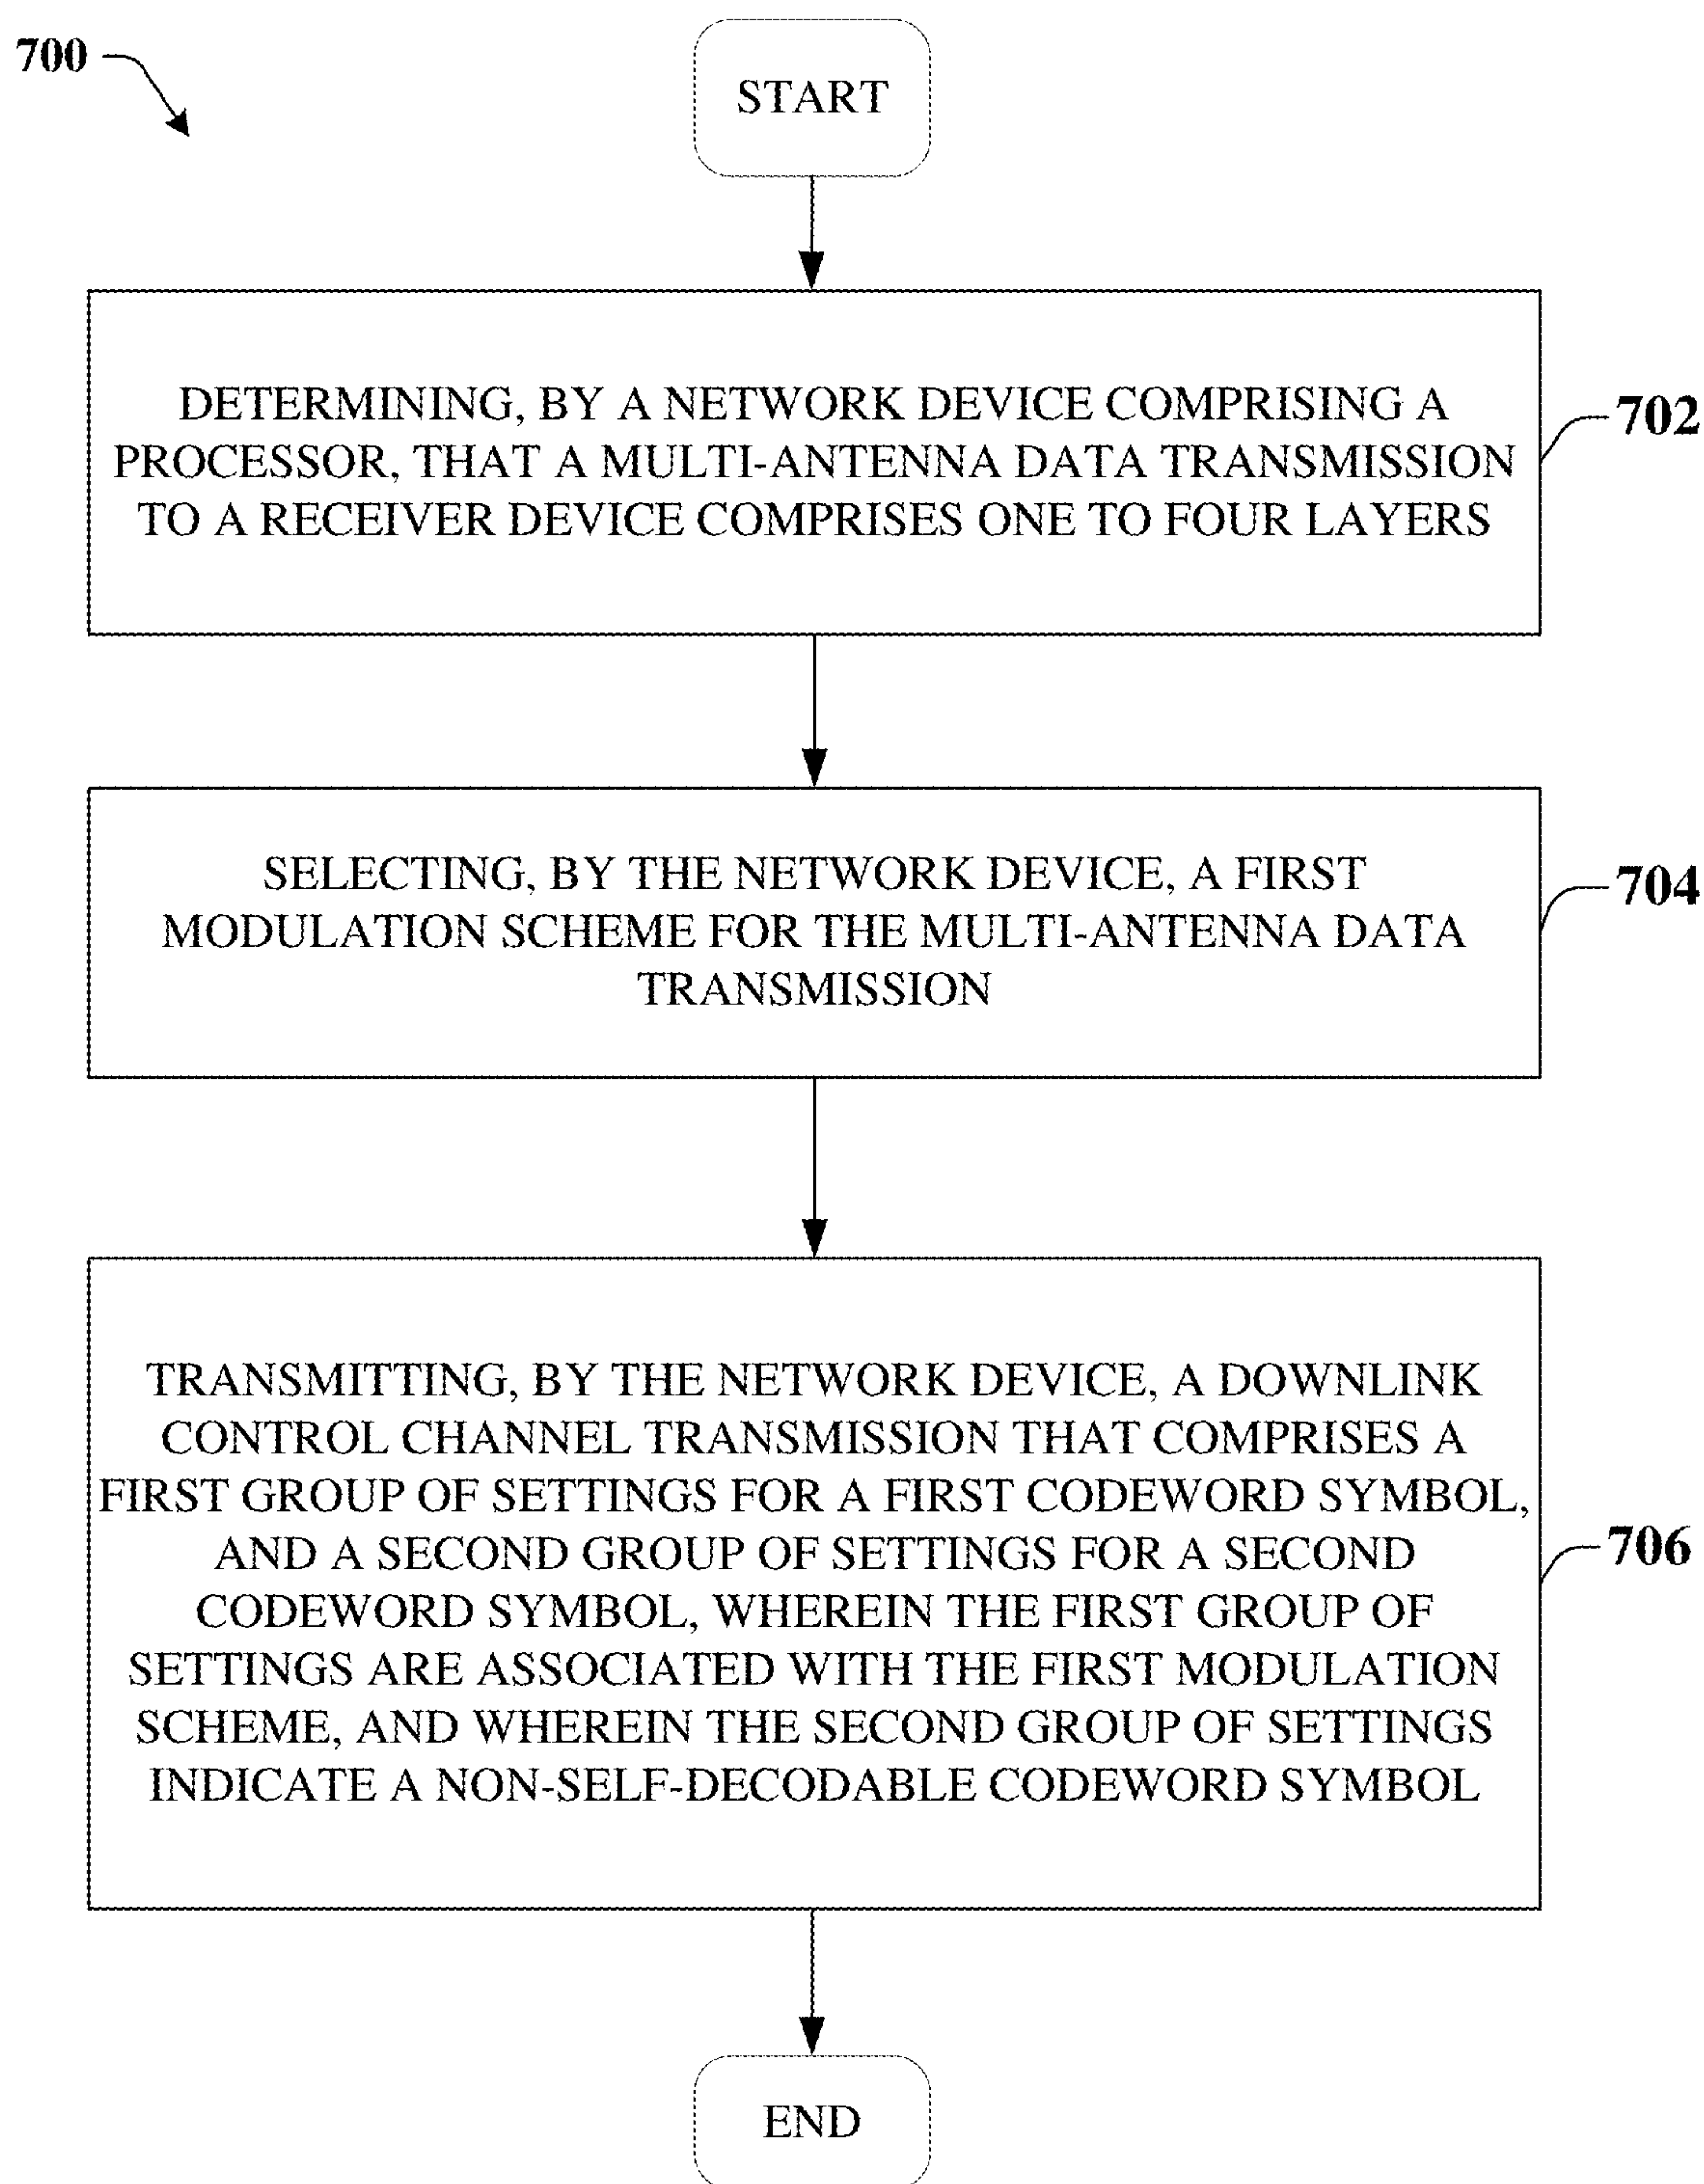 700
START
DETERMINING, BY A NETWORK DEVICE COMPRISING A
PROCESSOR, THAT A MULTI-ANTENNA DATA TRANSMISSION
TO A RECEIVER DEVICE COMPRISES ONE TO FOUR LAYERS
702
SELECTING, BY THE NETWORK DEVICE, A FIRST
MODULATION SCHEME FOR THE MULTI-ANTENNA DATA
TRANSMISSION
704
TRANSMITTING, BY THE NETWORK DEVICE, A DOWNLINK
CONTROL CHANNEL TRANSMISSION THAT COMPRISES A
FIRST GROUP OF SETTINGS FOR A FIRST CODEWORD SYMBOL,
AND A SECOND GROUP OF SETTINGS FOR A SECOND
CODEWORD SYMBOL, WHEREIN THE FIRST GROUP OF
SETTINGS ARE ASSOCIATED WITH THE FIRST MODULATION
SCHEME, AND WHEREIN THE SECOND GROUP OF SETTINGS
INDICATE A NON-SELF-DECODABLE CODEWORD SYMBOL
706
END